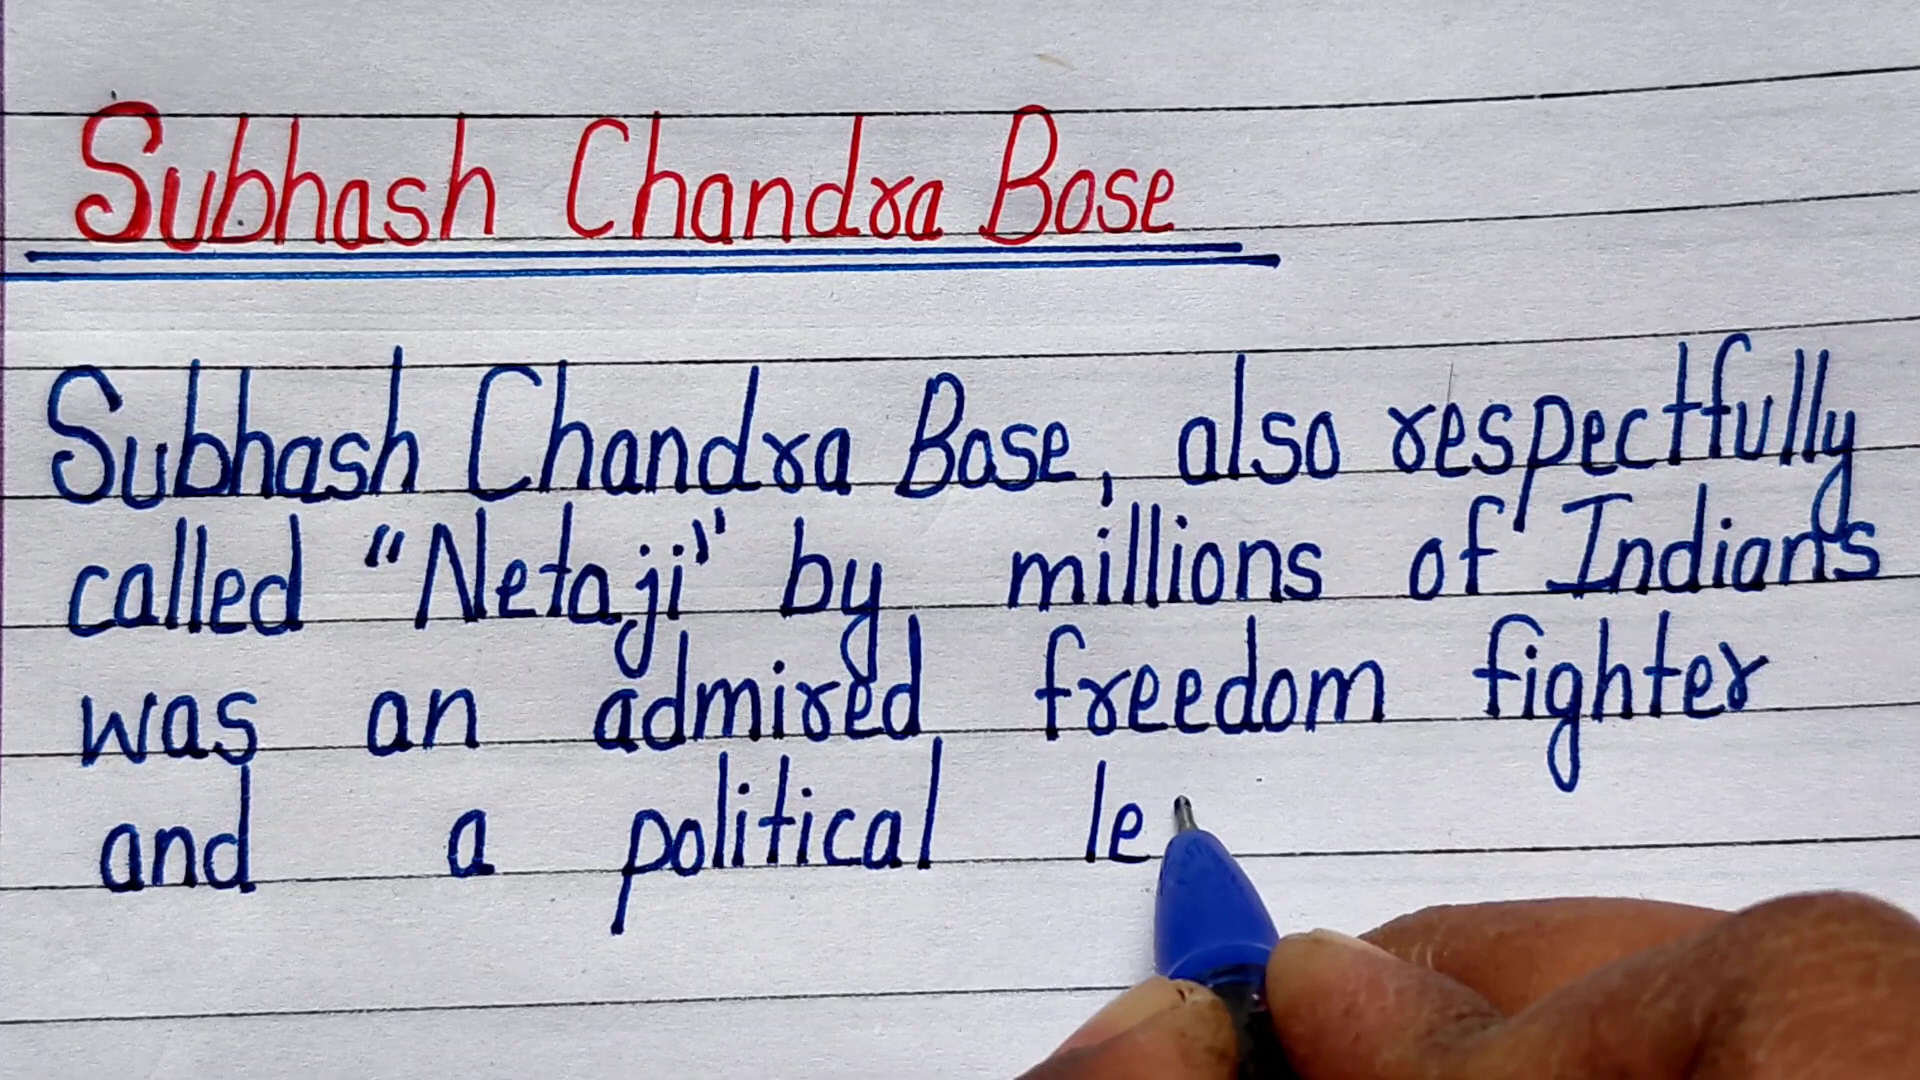 Subhash Chandra Bose
Subhash Chandra Bose, also respectfully
called "Netaji" by millions of Indians
was an admired freedom fighter
and a political le